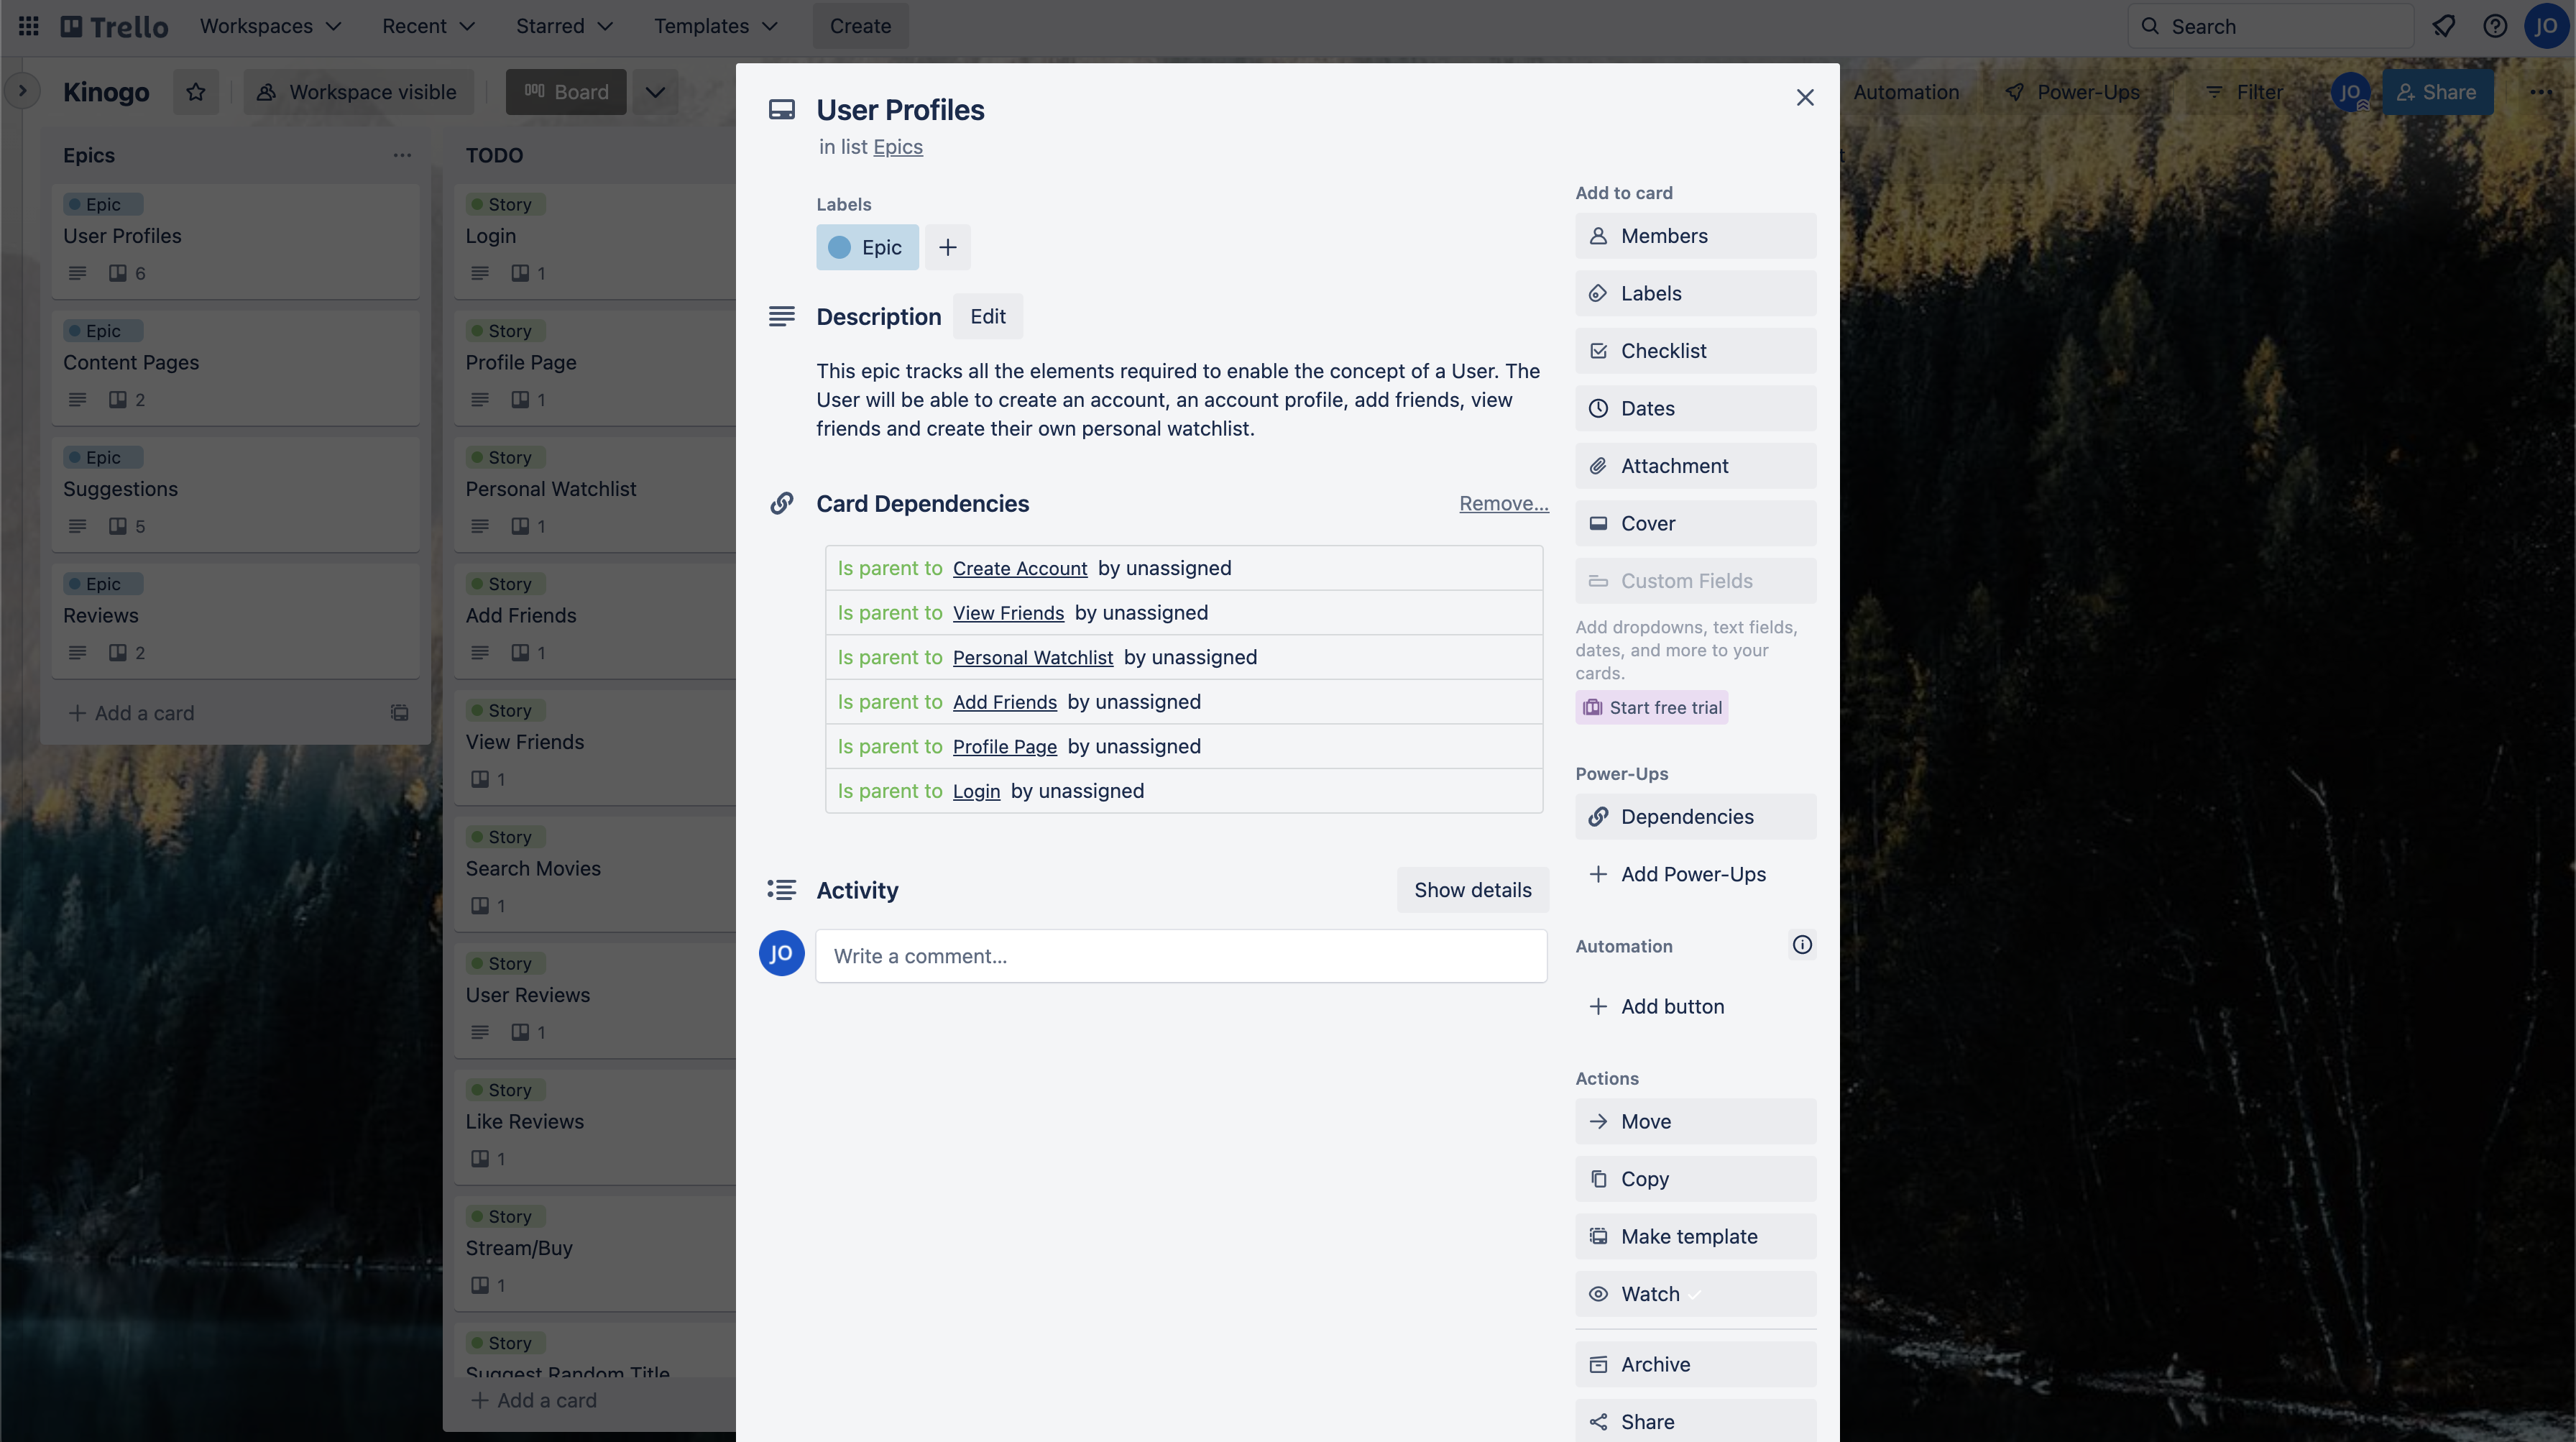 Trello
Workspaces
Recent
Starred
Templates
Create
Search
JO
Kinogo
Workspace visible
Board
Automation
Power-Ups
Filter
JO
Share
Epics
Epic
User Profiles
6
Epic
Content Pages
2
Epic
Suggestions
5
Epic
Reviews
2
Add a card
TODO
Story
Login
1
Story
Profile Page
1
Story
Personal Watchlist
1
Story
Add Friends
1
Story
View Friends
1
Story
Search Movies
1
Story
User Reviews
1
Story
Like Reviews
1
Story
Stream/Buy
1
Story
Suggest Random Title
Add a card
User Profiles
in list Epics
Labels
Epic
Description
Edit
This epic tracks all the elements required to enable the concept of a User. The
User will be able to create an account, an account profile, add friends, view
friends and create their own personal watchlist.
Card Dependencies
Remove...
Is parent to Create Account by unassigned
Is parent to View Friends by unassigned
Is parent to Personal Watchlist by unassigned
Is parent to Add Friends by unassigned
Is parent to Profile Page by unassigned
Is parent to Login by unassigned
Activity
Show details
JO
Write a comment...
Add to card
Members
Labels
Checklist
Dates
Attachment
Cover
Custom Fields
Add dropdowns, text fields,
dates, and more to your
cards.
Start free trial
Power-Ups
Dependencies
Add Power-Ups
Automation
Add button
Actions
Move
Copy
Make template
Watch
Archive
Share